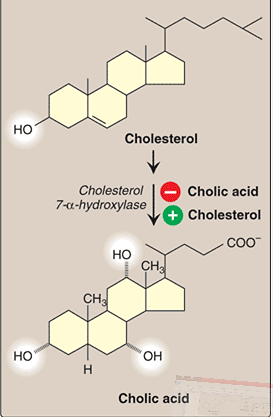 HO
Cholesterol
Cholesterol
7-α-hydroxylase
− Cholic acid
+ Cholesterol
COO⁻
HO
CH₃
CH₃
HO
OH
H
Cholic acid